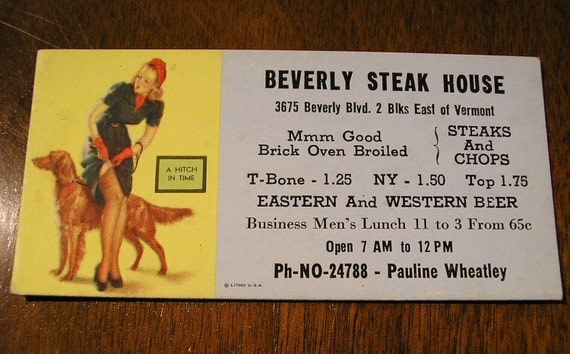 A HITCH
IN TIME
© LITHO U.S.A.
BEVERLY STEAK HOUSE
3675 Beverly Blvd. 2 Blks East of Vermont
Mmm Good
Brick Oven Broiled
STEAKS
And
CHOPS
T-Bone - 1.25 NY - 1.50 Top 1.75
EASTERN And WESTERN BEER
Business Men's Lunch 11 to 3 From 65c
Open 7 AM to 12 PM
Ph-NO-24788 - Pauline Wheatley